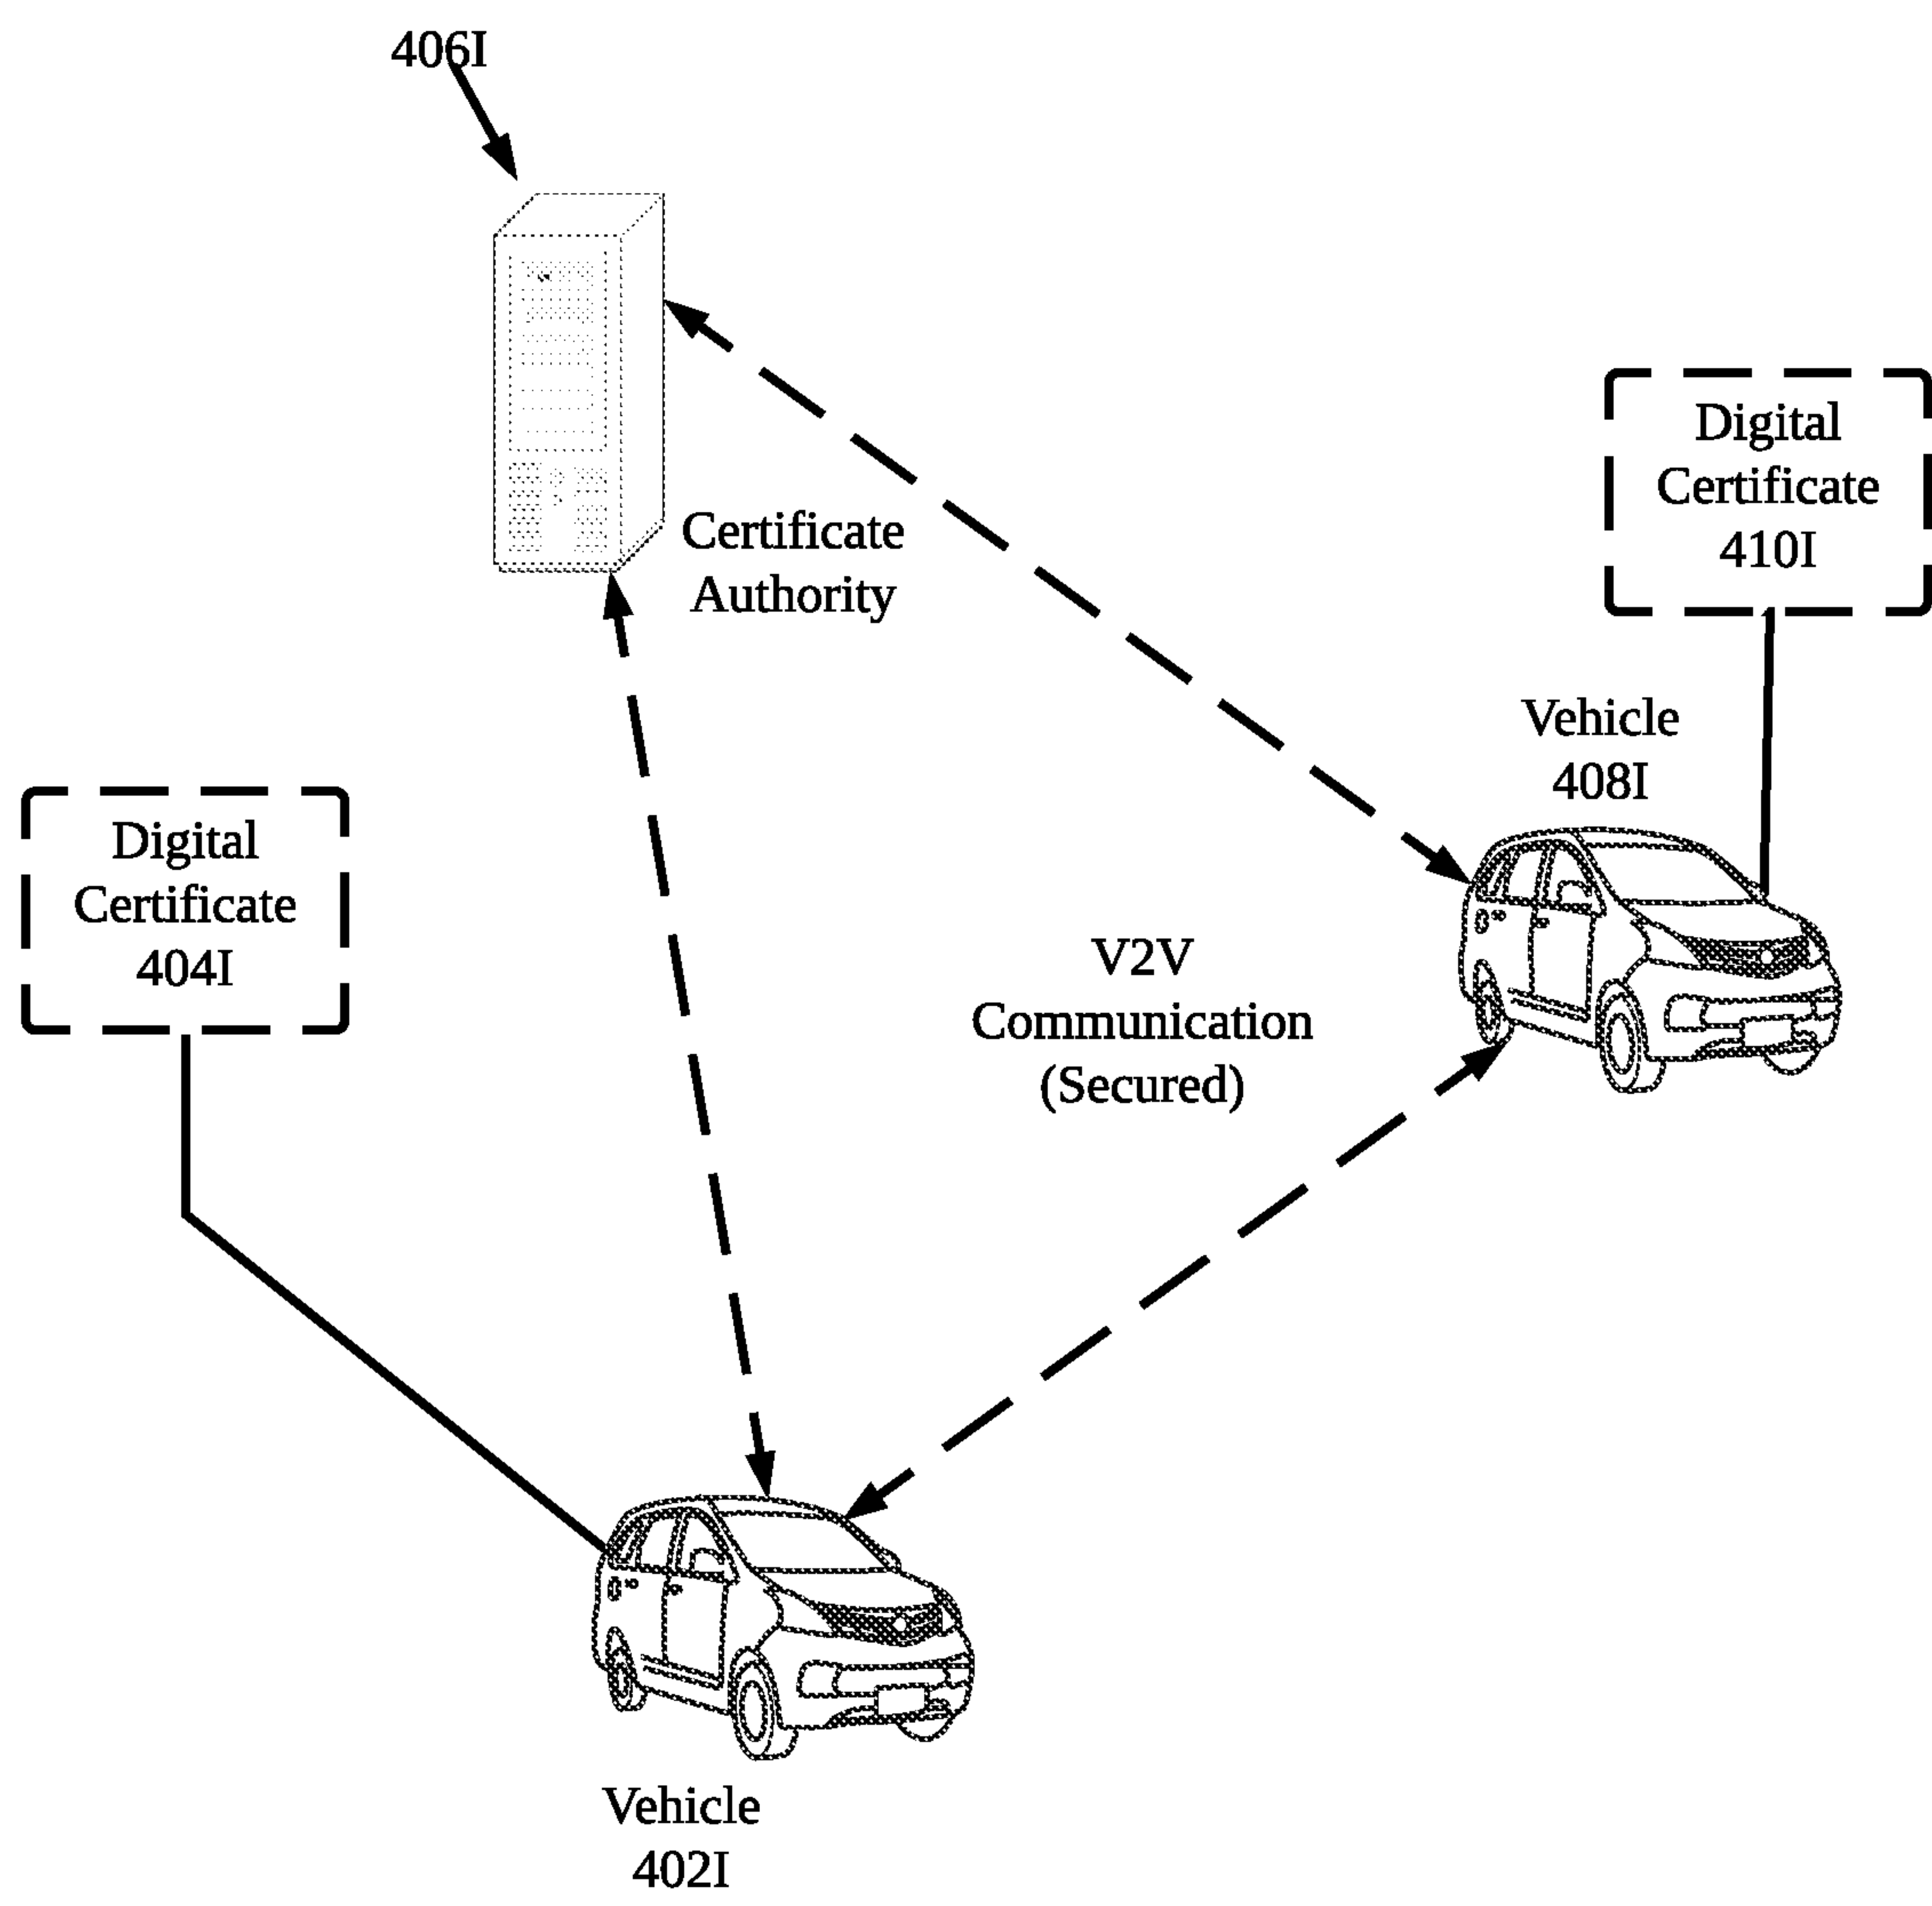 406I
Certificate
Authority
Digital
Certificate
410I
Vehicle
408I
Digital
Certificate
404I
V2V
Communication
(Secured)
Vehicle
402I